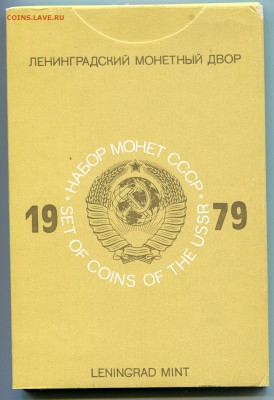 COINS.LAVE.RU
ЛЕНИНГРАДСКИЙ МОНЕТНЫЙ ДВОР
НАБОР МОНЕТ СССР
19 79
• SET OF COINS OF THE USSR •
LENINGRAD MINT